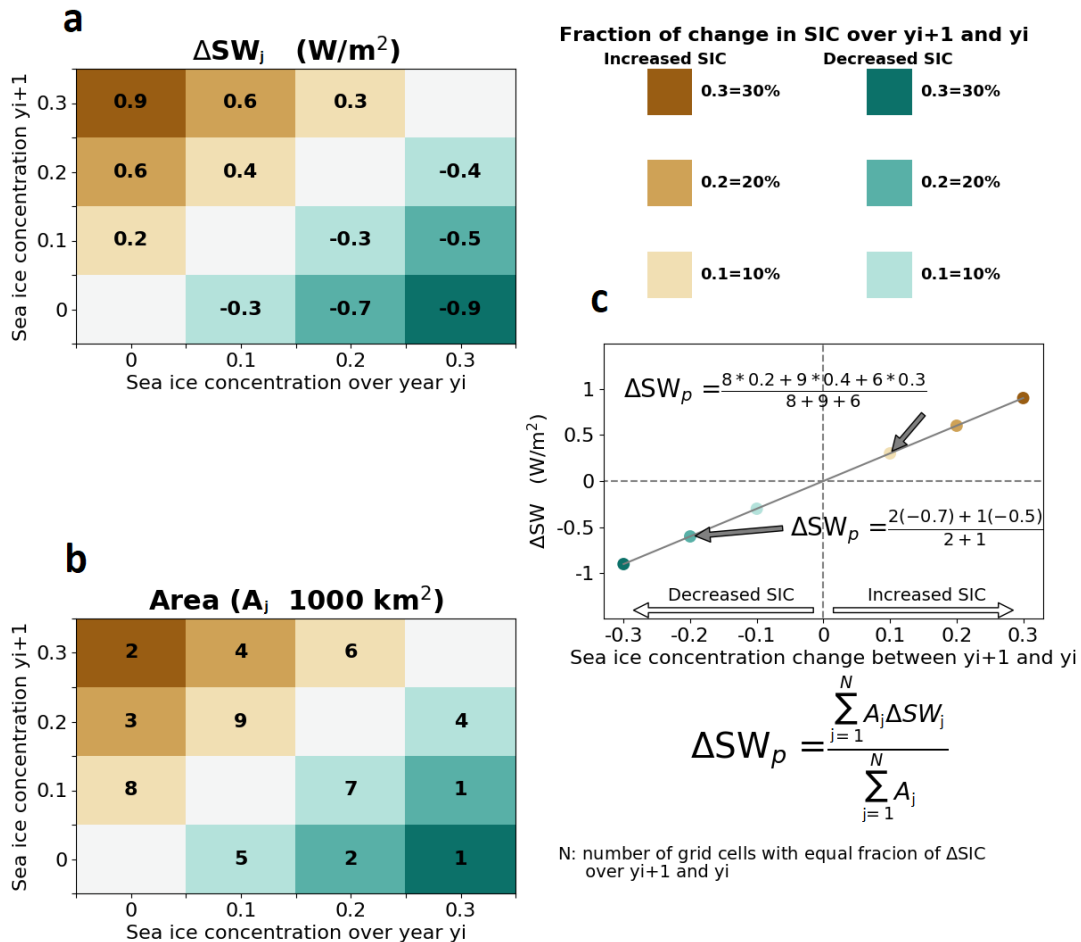 a
ΔSWⱼ (W/m²)
Sea ice concentration yi+1
0.3
0.9 0.6 0.3
0.2
0.6 0.4 -0.4
0.1
0.2 -0.3 -0.5
0
-0.3 -0.7 -0.9
0 0.1 0.2 0.3
Sea ice concentration over year yi
Fraction of change in SIC over yi+1 and yi
Increased SIC Decreased SIC
0.3=30% 0.3=30%
0.2=20% 0.2=20%
0.1=10% 0.1=10%
b
Area (Aⱼ 1000 km²)
Sea ice concentration yi+1
0.3
2 4 6
0.2
3 9 4
0.1
8 7 1
0
5 2 1
0 0.1 0.2 0.3
Sea ice concentration over year yi
c
ΔSW (W/m²)
1
0.5
0
-0.5
-1
ΔSWₚ = (8 * 0.2 + 9 * 0.4 + 6 * 0.3) / (8 + 9 + 6)
ΔSWₚ = (2(−0.7) + 1(−0.5)) / (2 + 1)
Decreased SIC Increased SIC
-0.3 -0.2 -0.1 0 0.1 0.2 0.3
Sea ice concentration change between yi+1 and yi
ΔSWₚ = (∑_{j=1}^{N} AⱼΔSWⱼ) / (∑_{j=1}^{N} Aⱼ)
N: number of grid cells with equal fracion of ΔSIC
over yi+1 and yi